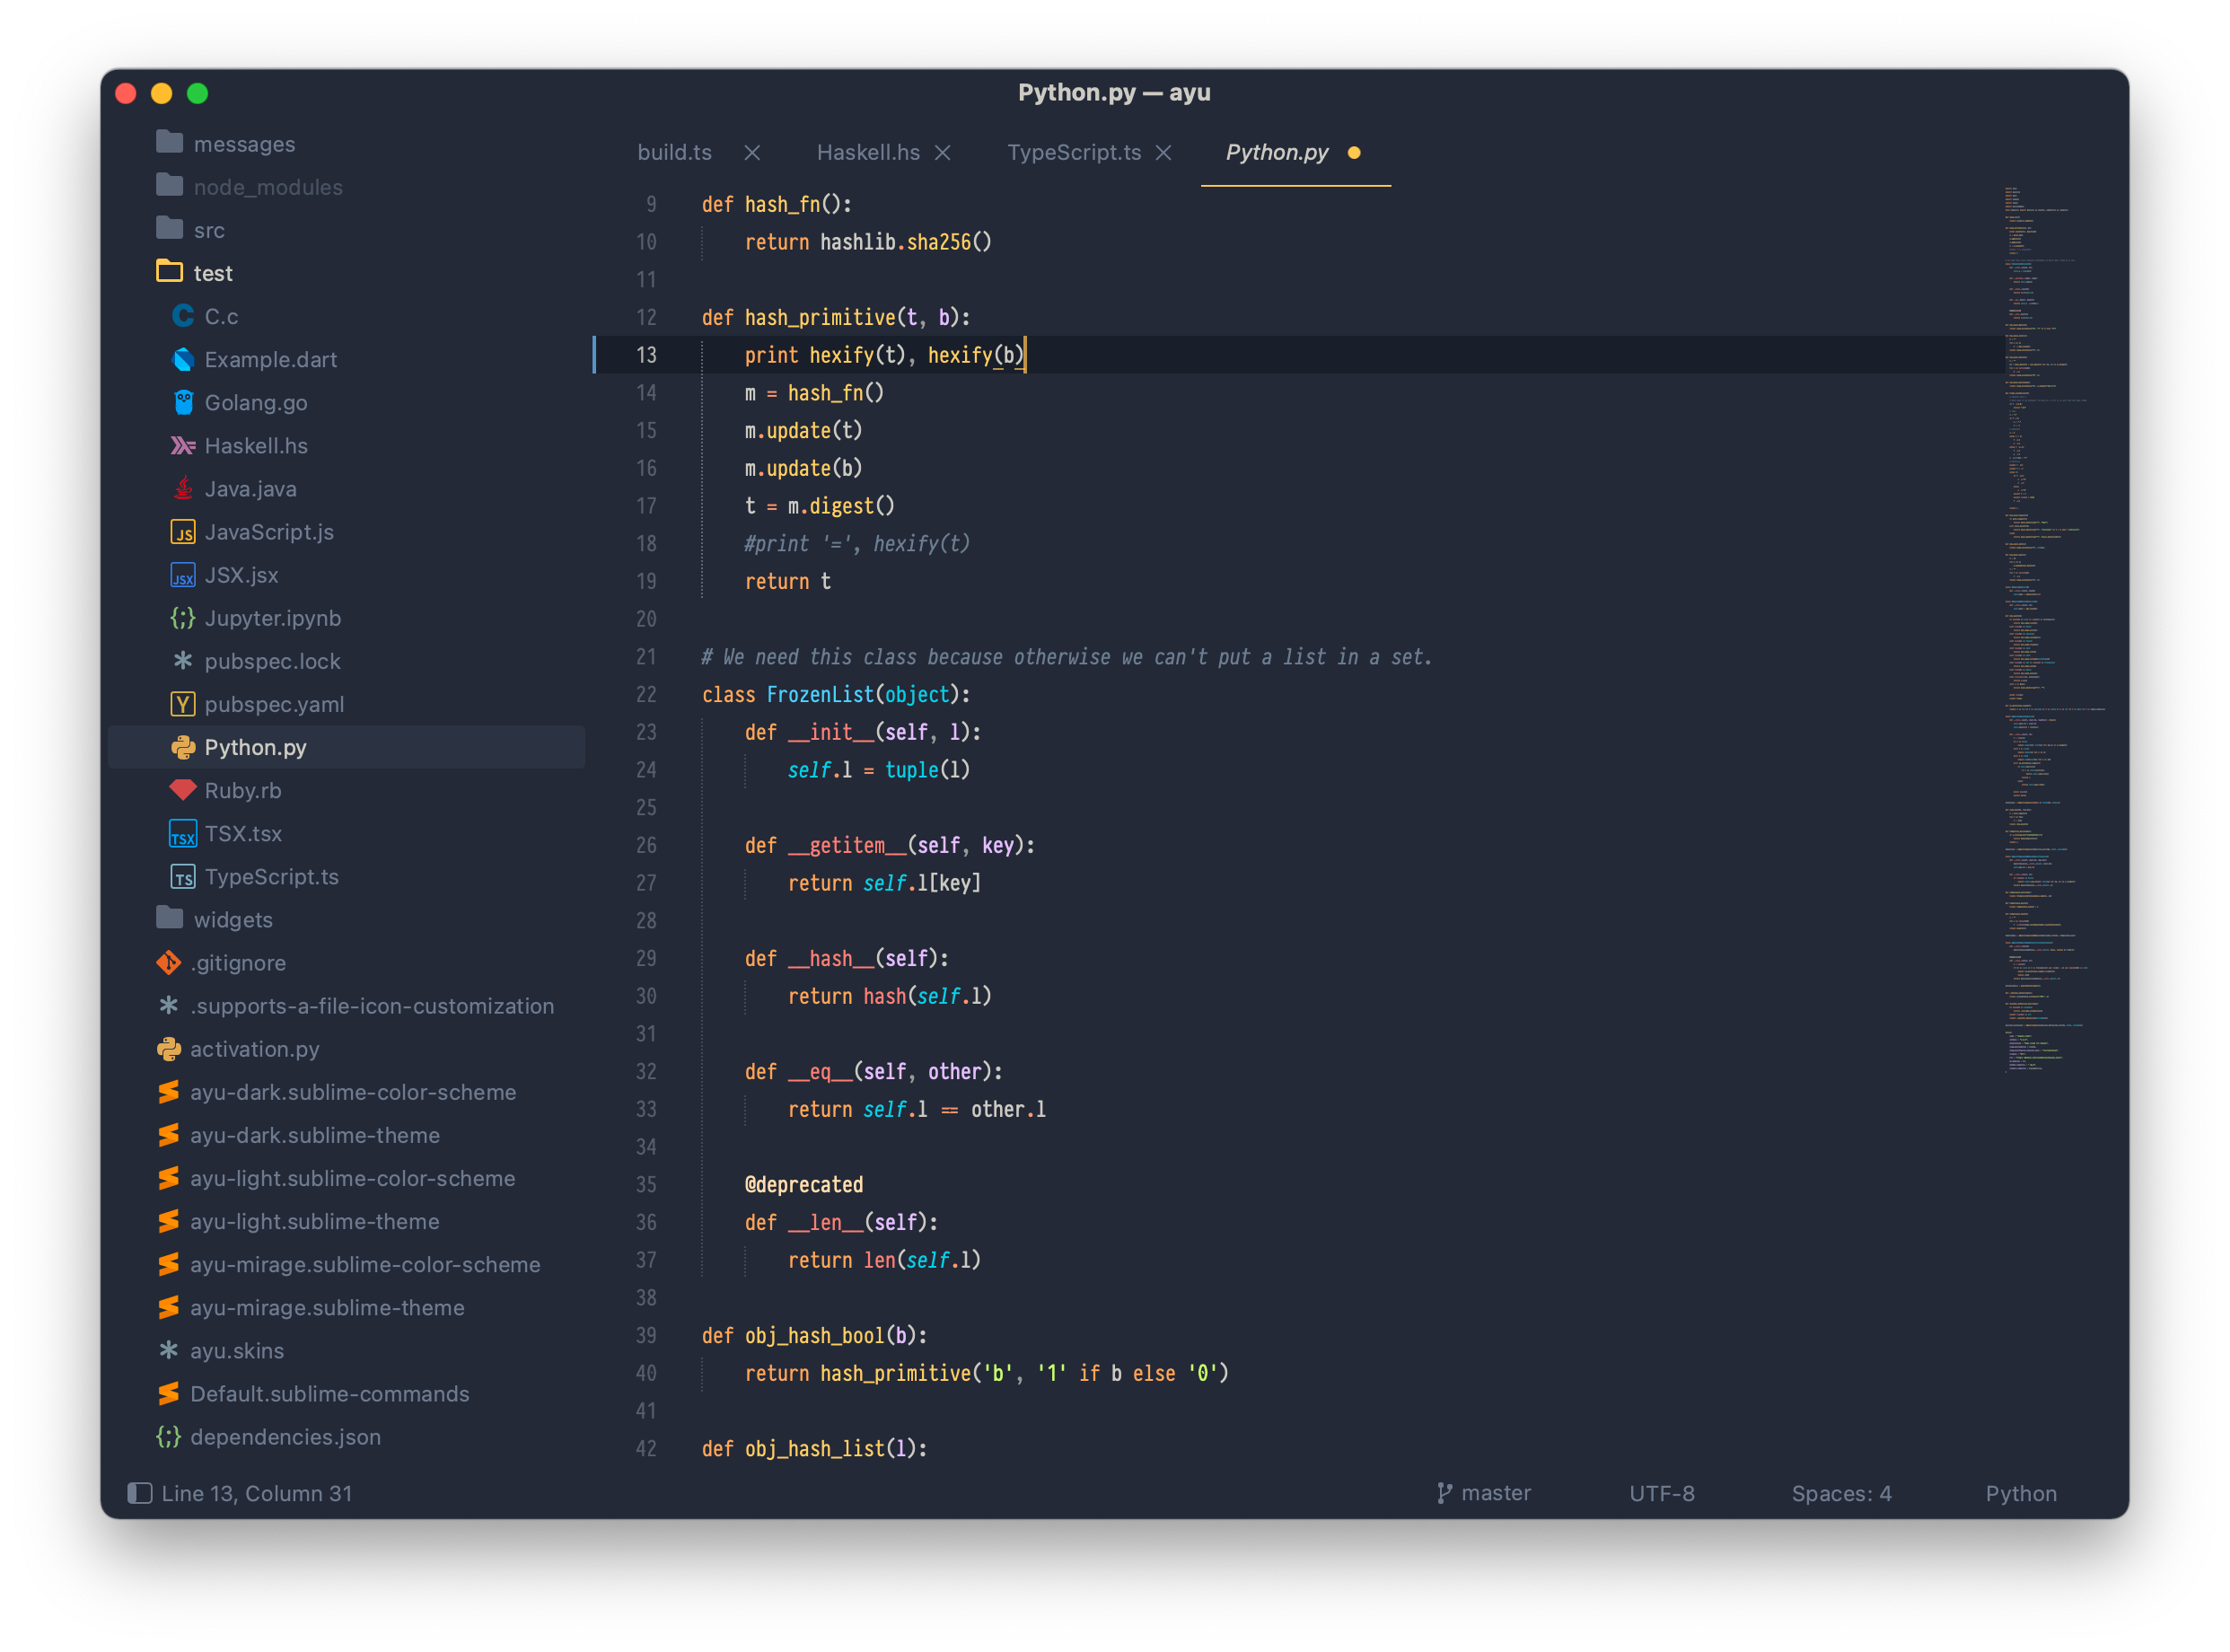 Python.py — ayu
messages
node_modules
src
test
C.c
Example.dart
Golang.go
Haskell.hs
Java.java
JavaScript.js
JSX.jsx
Jupyter.ipynb
pubspec.lock
pubspec.yaml
Python.py
Ruby.rb
TSX.tsx
TypeScript.ts
widgets
.gitignore
.supports-a-file-icon-customization
activation.py
ayu-dark.sublime-color-scheme
ayu-dark.sublime-theme
ayu-light.sublime-color-scheme
ayu-light.sublime-theme
ayu-mirage.sublime-color-scheme
ayu-mirage.sublime-theme
ayu.skins
Default.sublime-commands
dependencies.json
build.ts Haskell.hs TypeScript.ts Python.py
9 def hash_fn():
10     return hashlib.sha256()
11
12 def hash_primitive(t, b):
13     print hexify(t), hexify(b)
14     m = hash_fn()
15     m.update(t)
16     m.update(b)
17     t = m.digest()
18     #print '=', hexify(t)
19     return t
20
21 # We need this class because otherwise we can't put a list in a set.
22 class FrozenList(object):
23     def __init__(self, l):
24         self.l = tuple(l)
25
26     def __getitem__(self, key):
27         return self.l[key]
28
29     def __hash__(self):
30         return hash(self.l)
31
32     def __eq__(self, other):
33         return self.l == other.l
34
35     @deprecated
36     def __len__(self):
37         return len(self.l)
38
39 def obj_hash_bool(b):
40     return hash_primitive('b', '1' if b else '0')
41
42 def obj_hash_list(l):
Line 13, Column 31 master UTF-8 Spaces: 4 Python